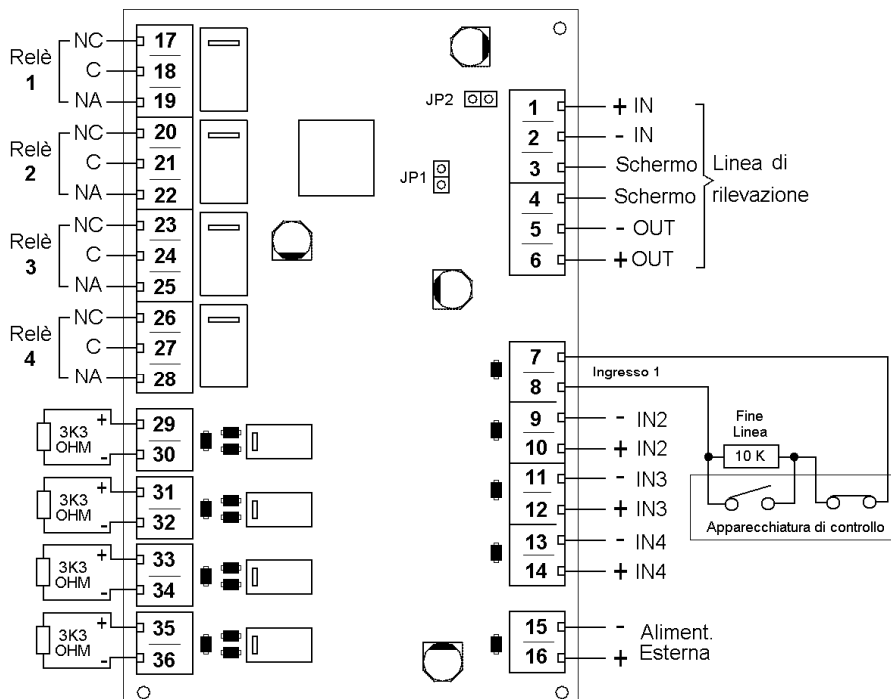 Relè
1
NC
C
NA
17
18
19
Relè
2
NC
C
NA
20
21
22
Relè
3
NC
C
NA
23
24
25
Relè
4
NC
C
NA
26
27
28
3K3
OHM
+
-
29
30
3K3
OHM
+
-
31
32
3K3
OHM
+
-
33
34
3K3
OHM
+
-
35
36
JP2
JP1
1 + IN
2 - IN
3 Schermo
4 Schermo
5 - OUT
6 + OUT
Linea di
rilevazione
7
8
Ingresso 1
9 - IN2
10 + IN2
11 - IN3
12 + IN3
13 - IN4
14 + IN4
Fine
Linea
10 K
Apparecchiatura di controllo
15 -
16 +
Aliment.
Esterna